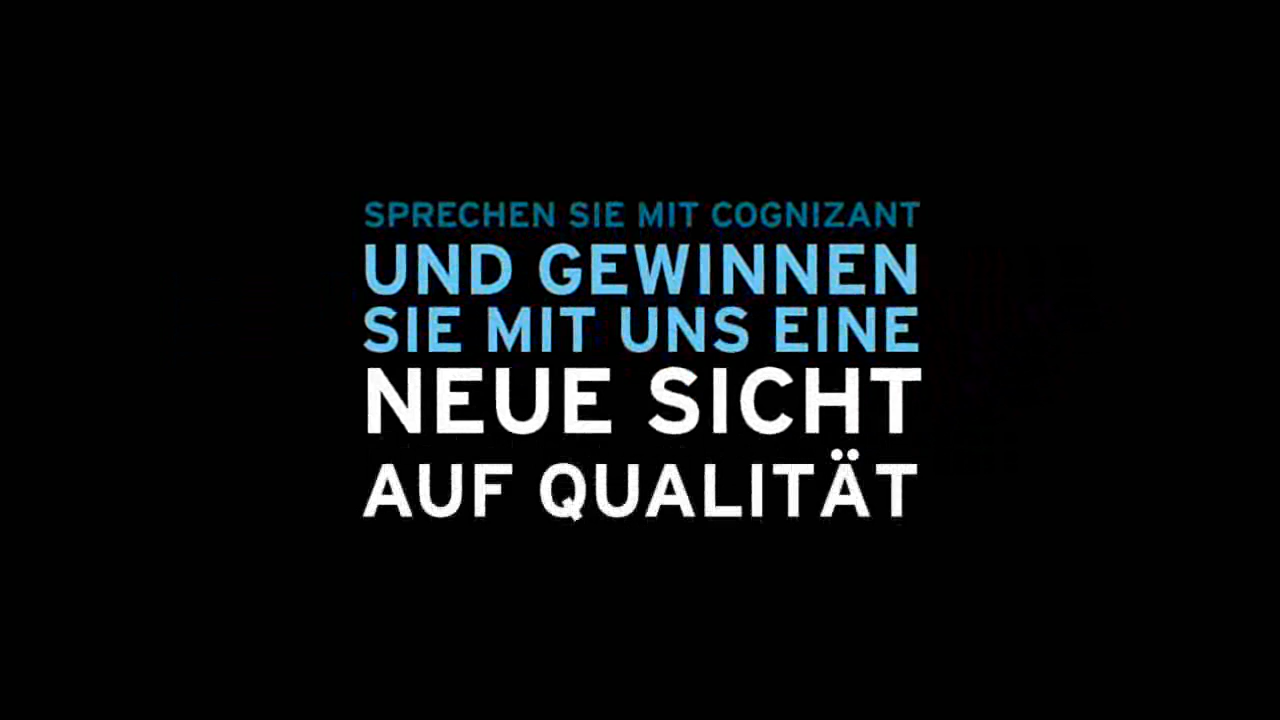 SPRECHEN SIE MIT COGNIZANT
UND GEWINNEN
SIE MIT UNS EINE
NEUE SICHT
AUF QUALITÄT